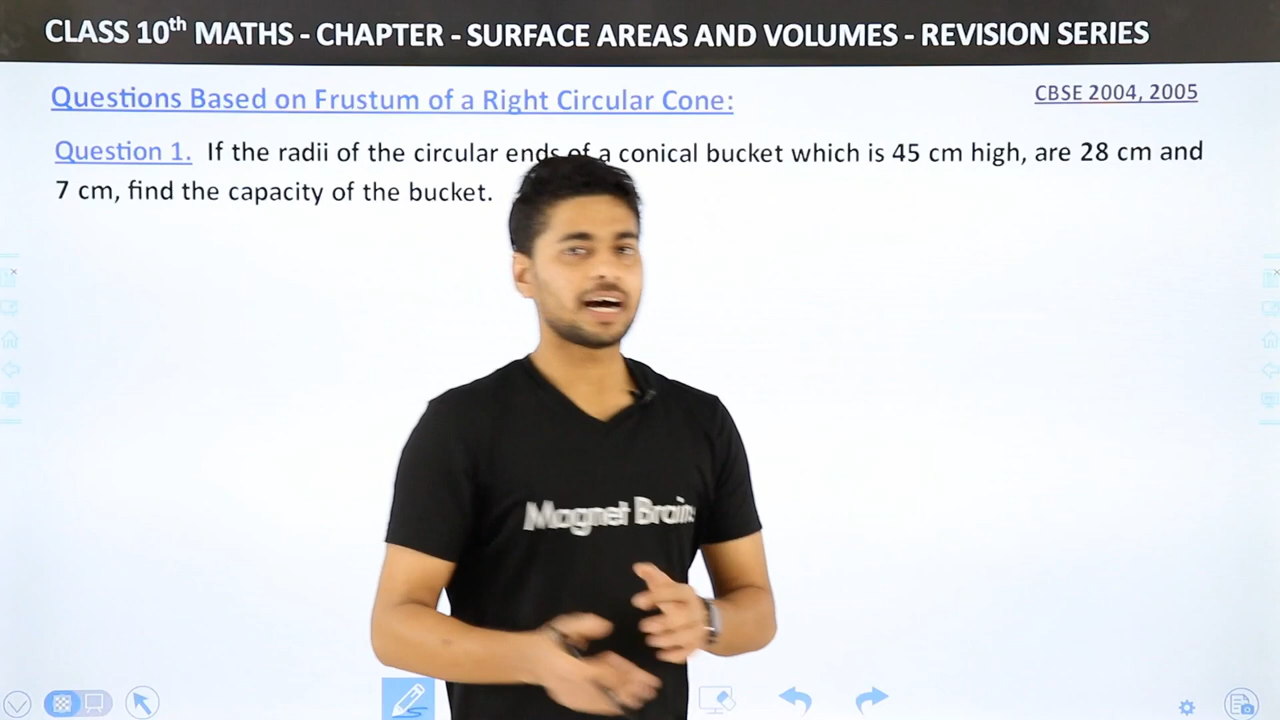 CLASS 10th MATHS - CHAPTER - SURFACE AREAS AND VOLUMES - REVISION SERIES
Questions Based on Frustum of a Right Circular Cone:
CBSE 2004, 2005
Question 1. If the radii of the circular ends of a conical bucket which is 45 cm high, are 28 cm and
7 cm, find the capacity of the bucket.
Magnet Brains